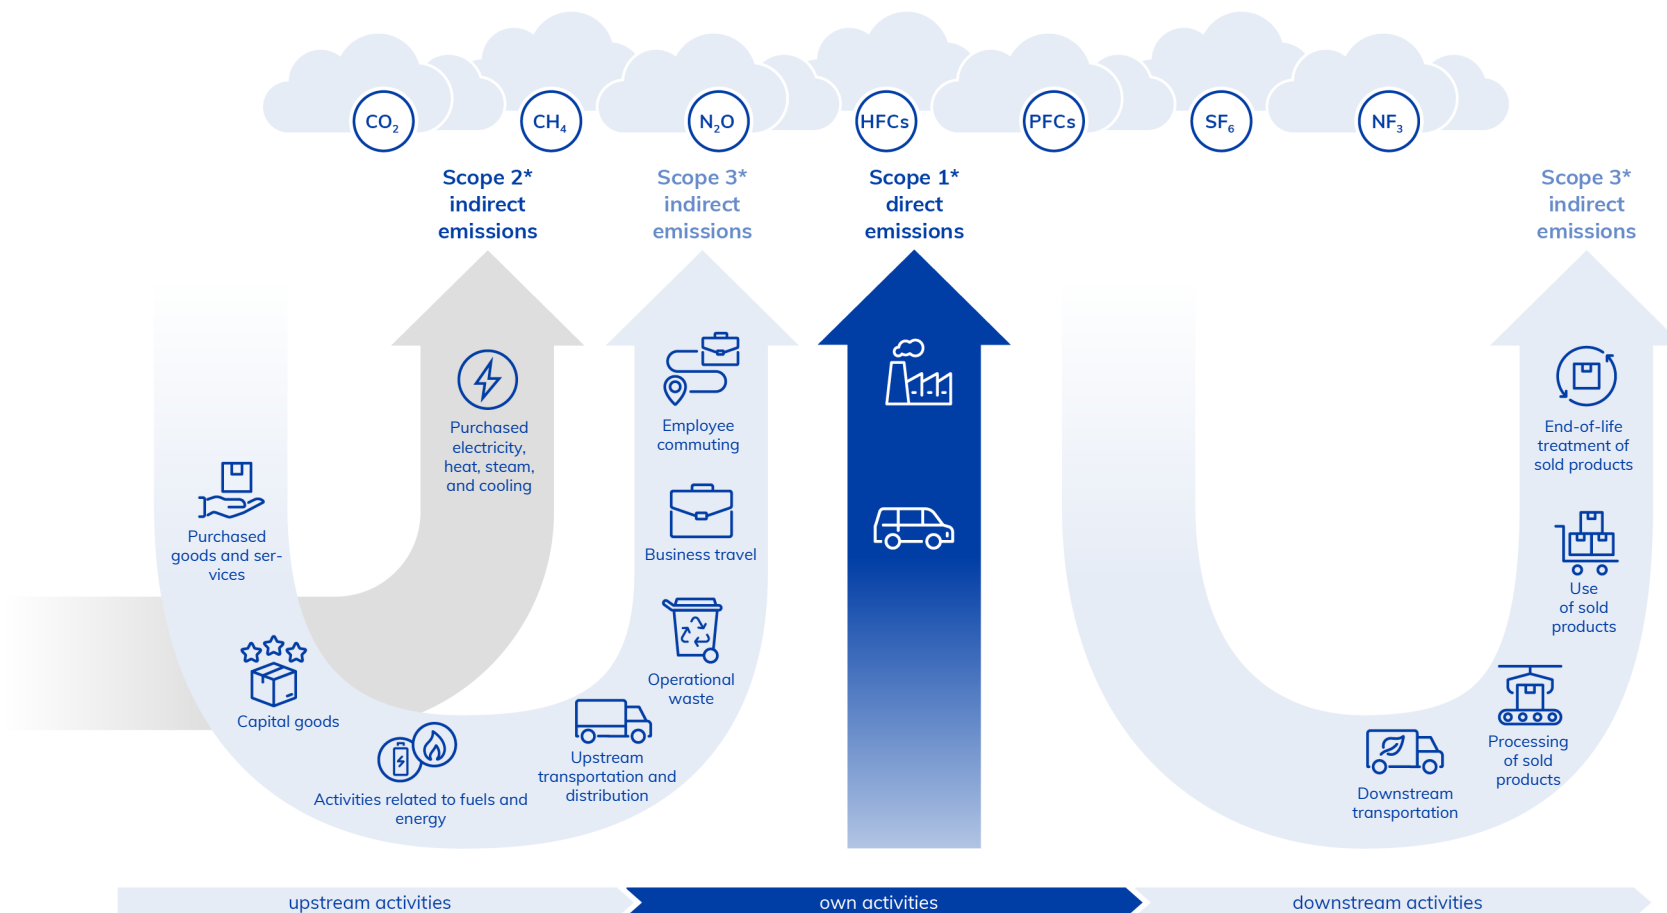 CO₂
CH₄
N₂O
HFCs
PFCs
SF₆
NF₃
Scope 2*
indirect
emissions
Scope 3*
indirect
emissions
Scope 1*
direct
emissions
Scope 3*
indirect
emissions
Purchased
goods and ser-
vices
Capital goods
Activities related to fuels and
energy
Purchased
electricity,
heat, steam,
and cooling
Employee
commuting
Business travel
Operational
waste
Upstream
transportation and
distribution
End-of-life
treatment of
sold products
Use
of sold
products
Processing
of sold
products
Downstream
transportation
upstream activities
own activities
downstream activities